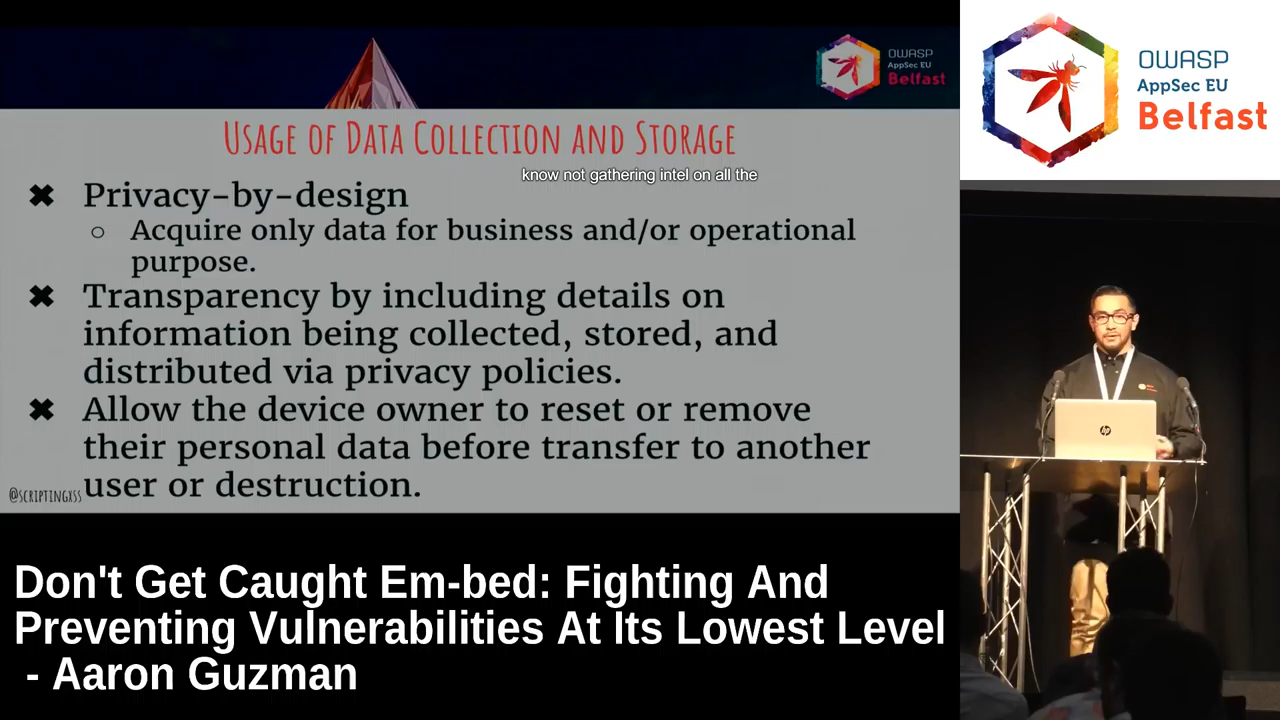 OWASP
AppSec EU
Belfast
USAGE OF DATA COLLECTION AND STORAGE
know not gathering intel on all the
✖ Privacy-by-design
○ Acquire only data for business and/or operational
purpose.
✖ Transparency by including details on
information being collected, stored, and
distributed via privacy policies.
✖ Allow the device owner to reset or remove
their personal data before transfer to another
user or destruction.
@SCRIPTINGXSS
OWASP
AppSec EU
Belfast
hp
Don't Get Caught Em-bed: Fighting And
Preventing Vulnerabilities At Its Lowest Level
- Aaron Guzman